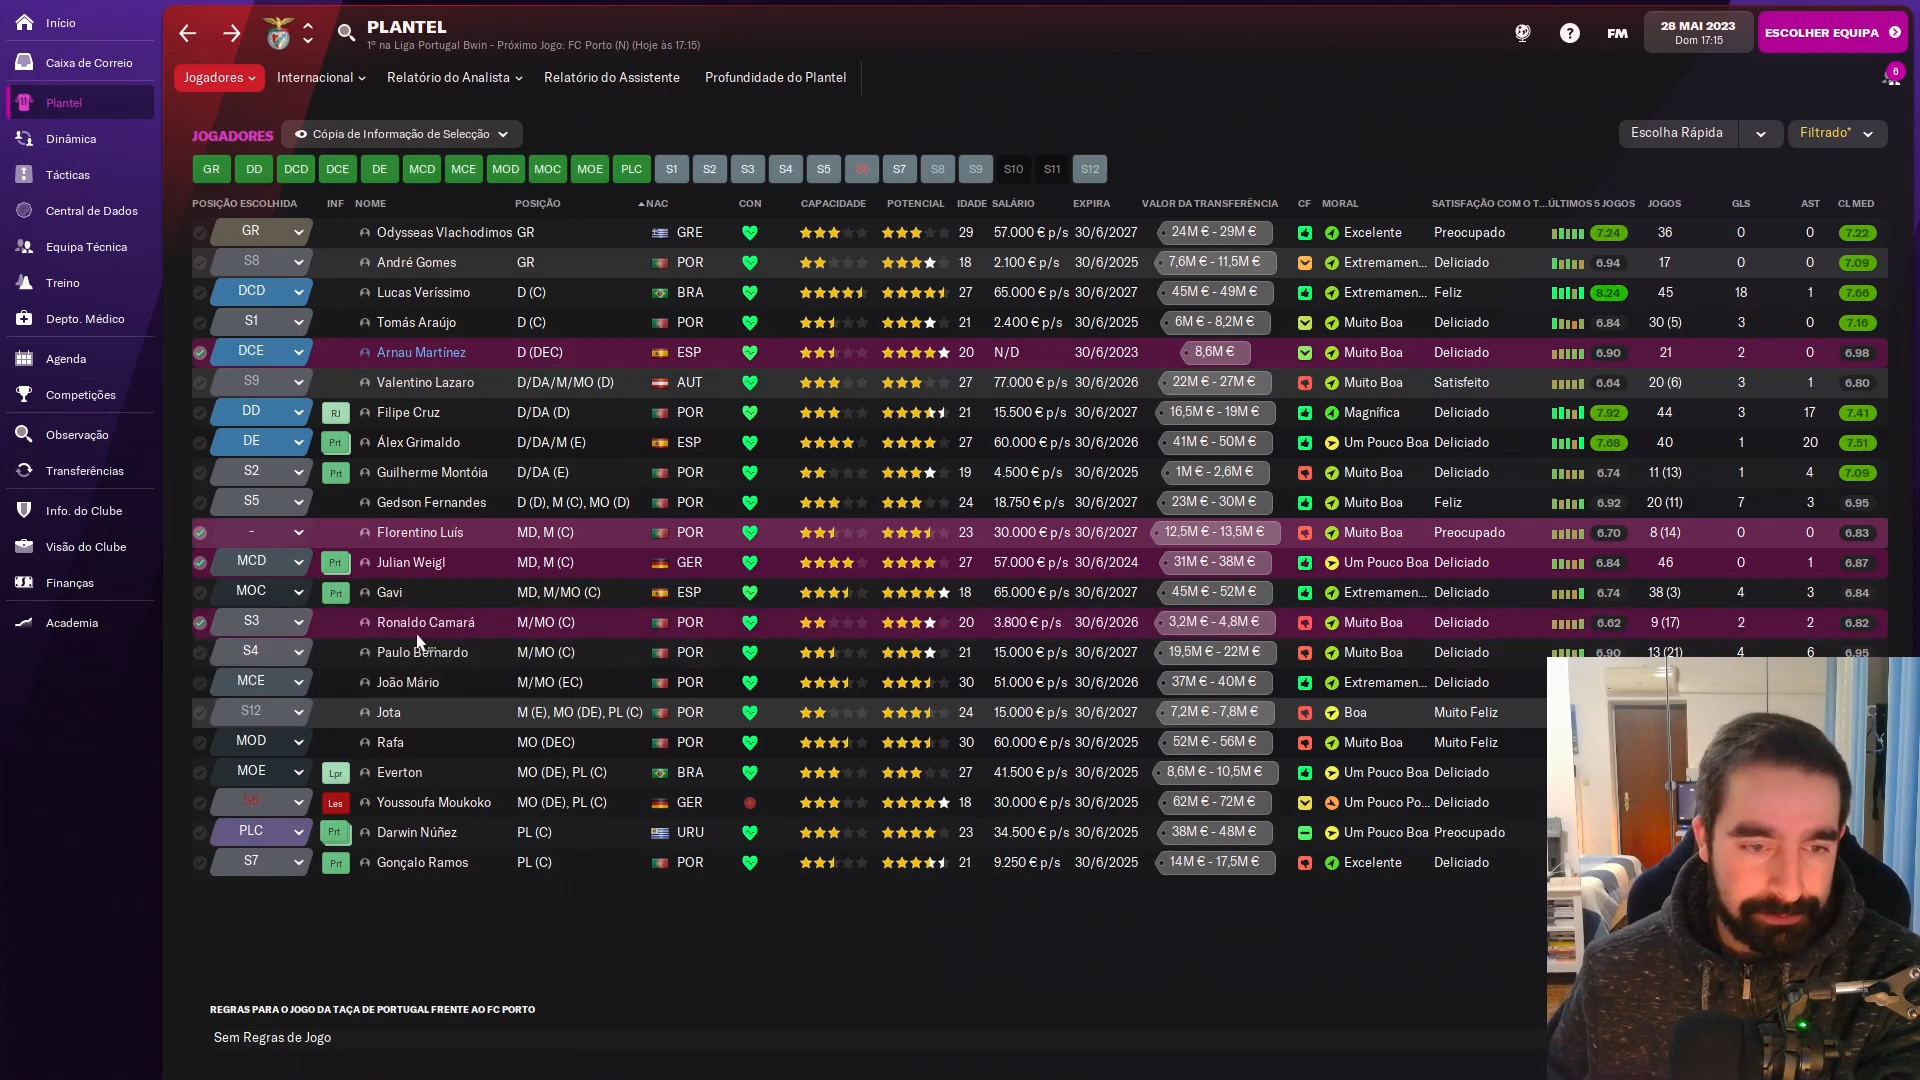 Início
Caixa de Correio
Plantel
Dinâmica
Tácticas
Central de Dados
Equipa Técnica
Treino
Depto. Médico
Agenda
Competições
Observação
Transferências
Info. do Clube
Visão do Clube
Finanças
Academia
PLANTEL
1º na Liga Portugal Bwin - Próximo Jogo: FC Porto (N) (Hoje às 17:15)
FM
28 MAI 2023
Dom 17:15
ESCOLHER EQUIPA
Jogadores Internacional Relatório do Analista Relatório do Assistente Profundidade do Plantel
6
JOGADORES Cópia de Informação de Selecção Escolha Rápida Filtrado*
GR DD DCD DCE DE MCD MCE MOD MOC MOE PLC S1 S2 S3 S4 S5 S6 S7 S8 S9 S10 S11 S12
POSIÇÃO ESCOLHIDA INF NOME POSIÇÃO NAC CON CAPACIDADE POTENCIAL IDADE SALÁRIO EXPIRA VALOR DA TRANSFERÊNCIA CF MORAL SATISFAÇÃO COM O T... ÚLTIMOS 5 JOGOS JOGOS GLS AST CL MED
GR Odysseas Vlachodimos GR GRE 29 57.000 € p/s 30/6/2027 24M € - 29M € Excelente Preocupado 7.24 36 0 0 7.22
S8 André Gomes GR POR 18 2.100 € p/s 30/6/2025 7,6M € - 11,5M € Extremamen... Deliciado 6.94 17 0 0 7.09
DCD Lucas Veríssimo D (C) BRA 27 65.000 € p/s 30/6/2027 45M € - 49M € Extremamen... Feliz 8.24 45 18 1 7.66
S1 Tomás Araújo D (C) POR 21 2.400 € p/s 30/6/2025 6M € - 8,2M € Muito Boa Deliciado 6.84 30 (5) 3 0 7.16
DCE Arnau Martínez D (DEC) ESP 20 N/D 30/6/2023 8,6M € Muito Boa Deliciado 6.90 21 2 0 6.98
S9 Valentino Lazaro D/DA/M/MO (D) AUT 27 77.000 € p/s 30/6/2026 22M € - 27M € Muito Boa Satisfeito 6.64 20 (6) 3 1 6.80
DD RJ Filipe Cruz D/DA (D) POR 21 15.500 € p/s 30/6/2027 16,5M € - 19M € Magnífica Deliciado 7.92 44 3 17 7.41
DE Prt Álex Grimaldo D/DA/M (E) ESP 27 60.000 € p/s 30/6/2026 41M € - 50M € Um Pouco Boa Deliciado 7.68 40 1 20 7.51
S2 Prt Guilherme Montóia D/DA (E) POR 19 4.500 € p/s 30/6/2025 1M € - 2,6M € Muito Boa Deliciado 6.74 11 (13) 1 4 7.09
S5 Gedson Fernandes D (D), M (C), MO (D) POR 24 18.750 € p/s 30/6/2027 23M € - 30M € Muito Boa Feliz 6.92 20 (11) 7 3 6.95
- Florentino Luís MD, M (C) POR 23 30.000 € p/s 30/6/2027 12,5M € - 13,5M € Muito Boa Preocupado 6.70 8 (14) 0 0 6.83
MCD Prt Julian Weigl MD, M (C) GER 27 57.000 € p/s 30/6/2024 31M € - 38M € Um Pouco Boa Deliciado 6.84 46 0 1 6.87
MOC Prt Gavi MD, M/MO (C) ESP 18 65.000 € p/s 30/6/2027 45M € - 52M € Extremamen... Deliciado 6.74 38 (3) 4 3 6.84
S3 Ronaldo Camará M/MO (C) POR 20 3.800 € p/s 30/6/2026 3,2M € - 4,8M € Muito Boa Deliciado 6.62 9 (17) 2 2 6.82
S4 Paulo Bernardo M/MO (C) POR 21 15.000 € p/s 30/6/2027 19,5M € - 22M € Muito Boa Deliciado 6.90 13 (21) 4 6 6.95
MCE João Mário M/MO (EC) POR 30 51.000 € p/s 30/6/2026 37M € - 40M € Extremamen... Deliciado
S12 Jota M (E), MO (DE), PL (C) POR 24 15.000 € p/s 30/6/2027 7,2M € - 7,8M € Boa Muito Feliz
MOD Rafa MO (DEC) POR 30 60.000 € p/s 30/6/2025 52M € - 56M € Muito Boa Muito Feliz
MOE Lpr Everton MO (DE), PL (C) BRA 27 41.500 € p/s 30/6/2025 8,6M € - 10,5M € Um Pouco Boa Deliciado
S6 Les Youssoufa Moukoko MO (DE), PL (C) GER 18 30.000 € p/s 30/6/2025 62M € - 72M € Um Pouco Po... Deliciado
PLC Prt Darwin Núñez PL (C) URU 23 34.500 € p/s 30/6/2025 38M € - 48M € Um Pouco Boa Preocupado
S7 Prt Gonçalo Ramos PL (C) POR 21 9.250 € p/s 30/6/2025 14M € - 17,5M € Excelente Deliciado
REGRAS PARA O JOGO DA TAÇA DE PORTUGAL FRENTE AO FC PORTO
Sem Regras de Jogo